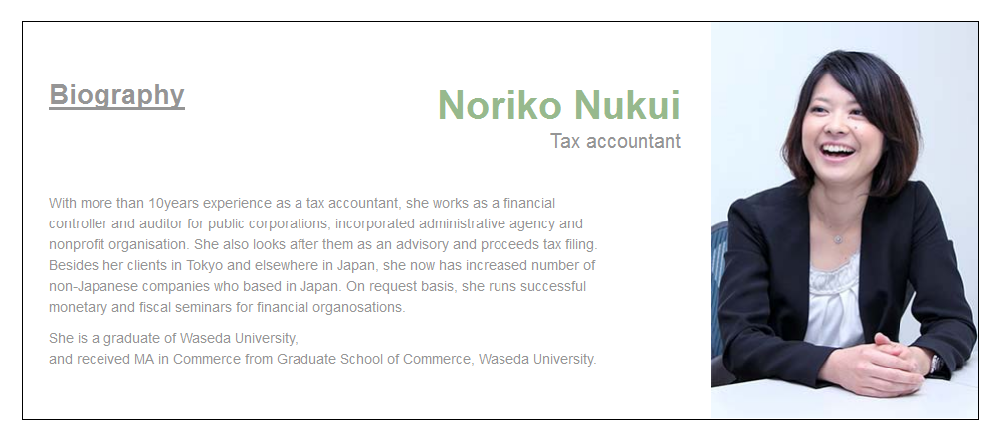 Biography
Noriko Nukui
Tax accountant
With more than 10years experience as a tax accountant, she works as a financial
controller and auditor for public corporations, incorporated administrative agency and
nonprofit organisation. She also looks after them as an advisory and proceeds tax filing.
Besides her clients in Tokyo and elsewhere in Japan, she now has increased number of
non-Japanese companies who based in Japan. On request basis, she runs successful
monetary and fiscal seminars for financial organosations.
She is a graduate of Waseda University,
and received MA in Commerce from Graduate School of Commerce, Waseda University.